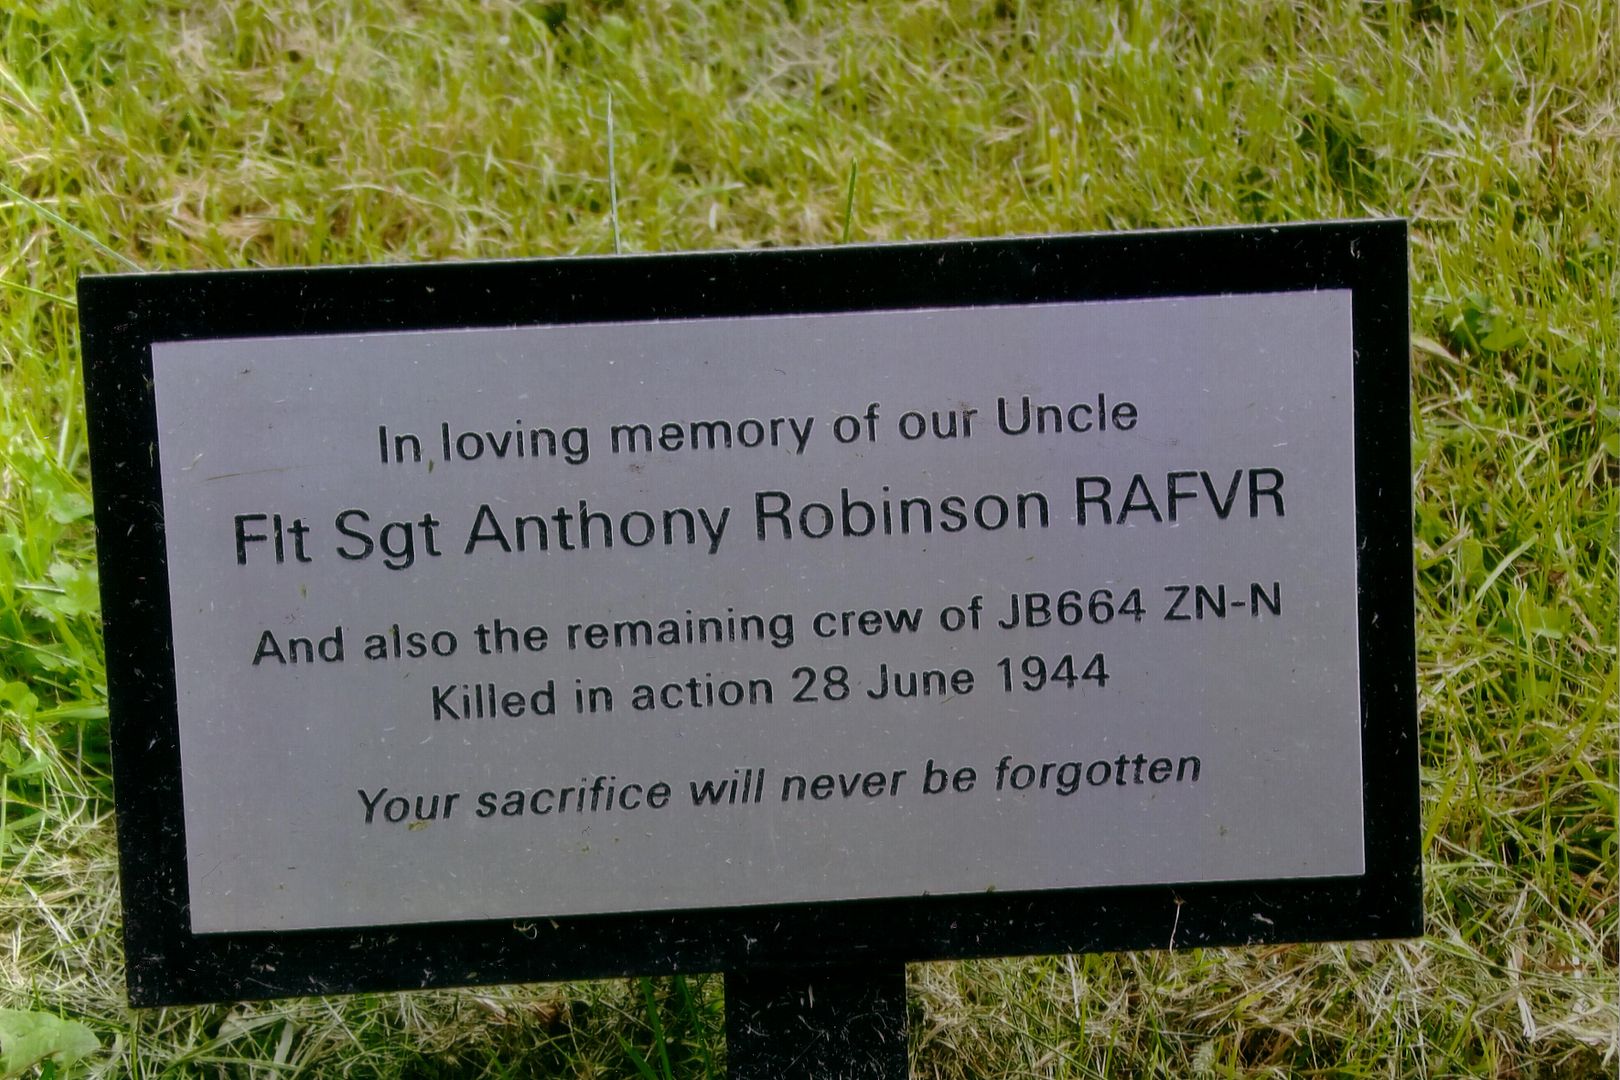 In loving memory of our Uncle
Flt Sgt Anthony Robinson RAFVR
And also the remaining crew of JB664 ZN-N
Killed in action 28 June 1944
Your sacrifice will never be forgotten